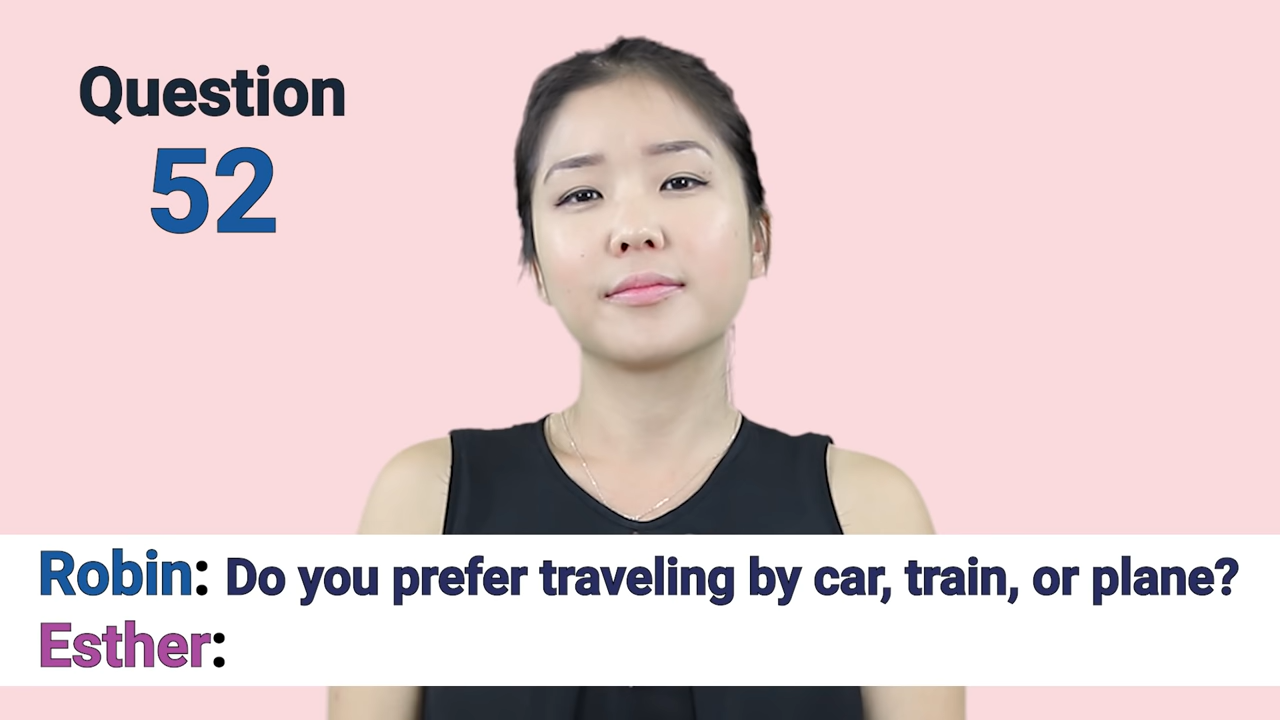 Question
52
Robin: Do you prefer traveling by car, train, or plane?
Esther: